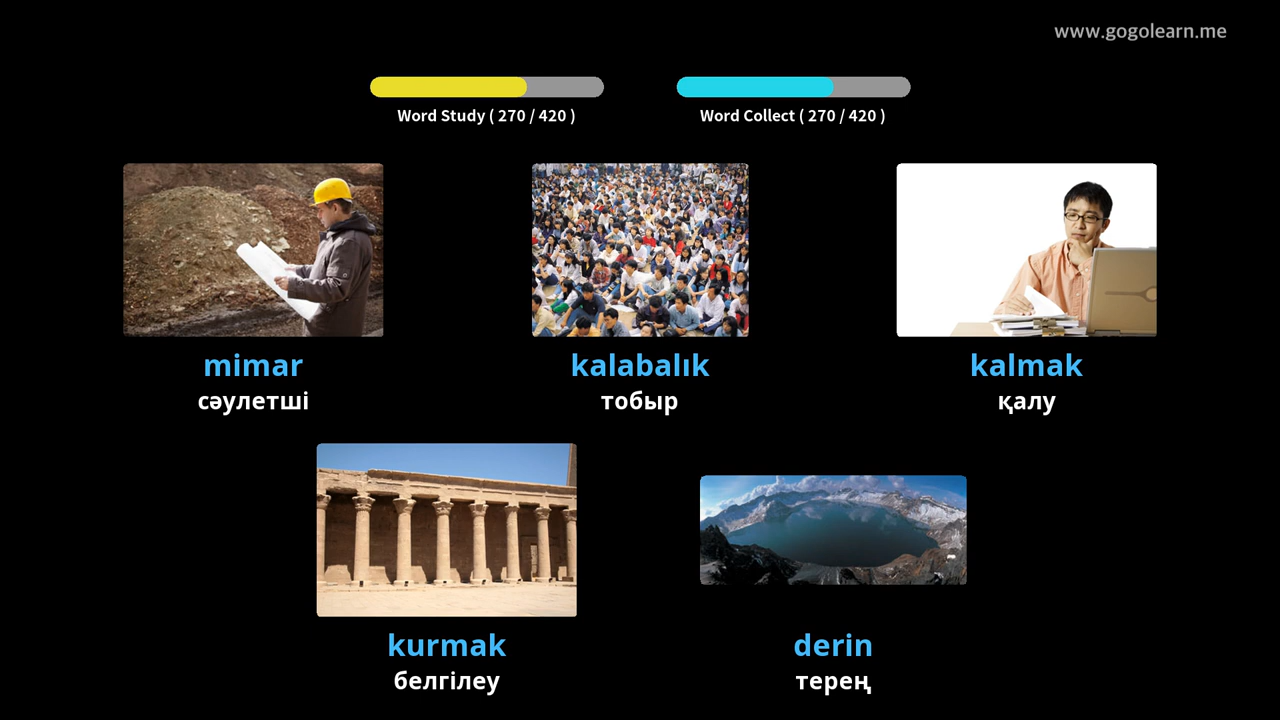 www.gogolearn.me
Word Study ( 270 / 420 )
Word Collect ( 270 / 420 )
mimar
сәулетші
kalabalık
тобыр
kalmak
қалу
kurmak
белгілеу
derin
терең